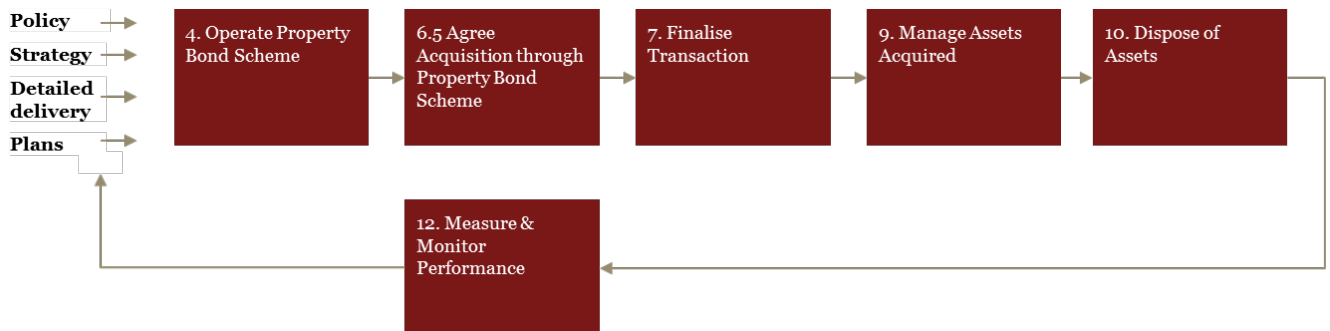 Policy
Strategy
Detailed
delivery
Plans
4. Operate Property
Bond Scheme
6.5 Agree
Acquisition through
Property Bond
Scheme
7. Finalise
Transaction
9. Manage Assets
Acquired
10. Dispose of
Assets
12. Measure &
Monitor
Performance